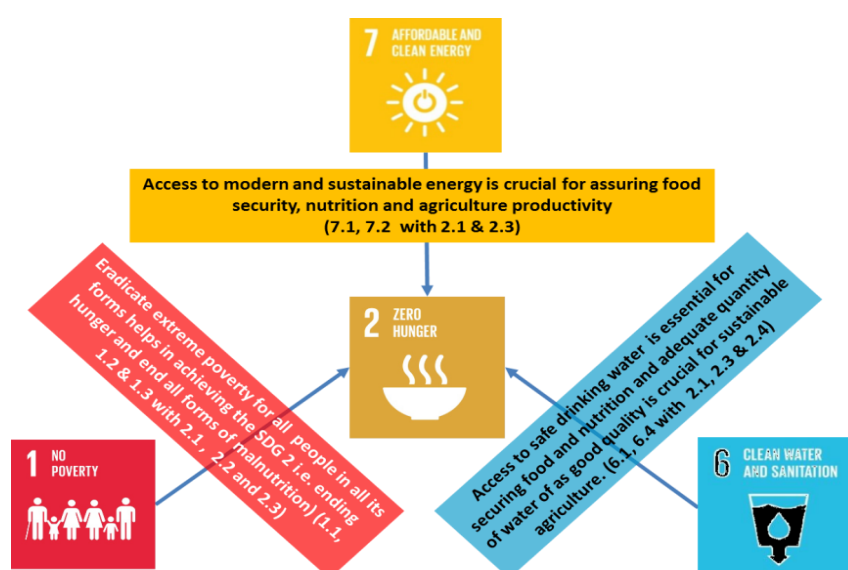 7 AFFORDABLE AND
CLEAN ENERGY
Access to modern and sustainable energy is crucial for assuring food
security, nutrition and agriculture productivity
(7.1, 7.2 with 2.1 & 2.3)
Eradicate extreme poverty for all people in all its
forms helps in achieving the SDG 2 i.e. ending
hunger and end all forms of malnutrition) (1.1,
1.2 & 1.3 with 2.1 , 2.2 and 2.3)
2 ZERO
HUNGER
Access to safe drinking water is essential for
securing food and nutrition and adequate quantity
of water of as good quality is crucial for sustainable
agriculture. (6.1, 6.4 with 2.1, 2.3 & 2.4)
1 NO
POVERTY
6 CLEAN WATER
AND SANITATION